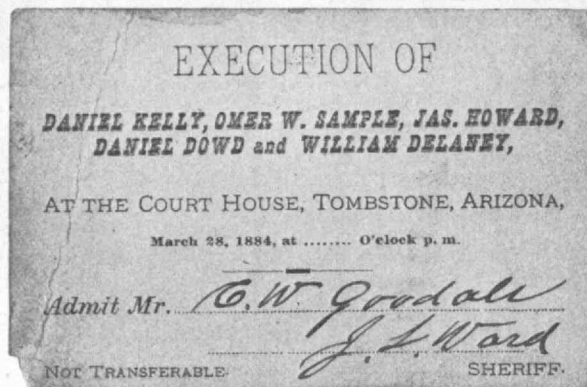 EXECUTION OF
DANIEL KELLY, OMER W. SAMPLE, JAS. HOWARD,
DANIEL DOWD and WILLIAM DELANEY,
AT THE COURT HOUSE, TOMBSTONE, ARIZONA,
March 28, 1884, at ........ O'clock p. m.
Admit Mr. C. W. Goodale
J. L. Ward
NOT TRANSFERABLE. SHERIFF.